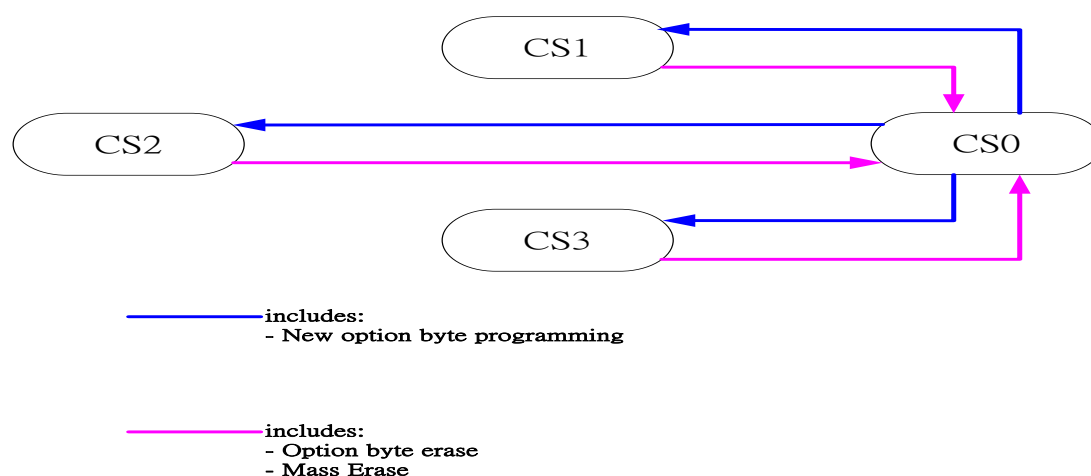 CS1
CS2
CS0
CS3
includes:
- New option byte programming
includes:
- Option byte erase
- Mass Erase